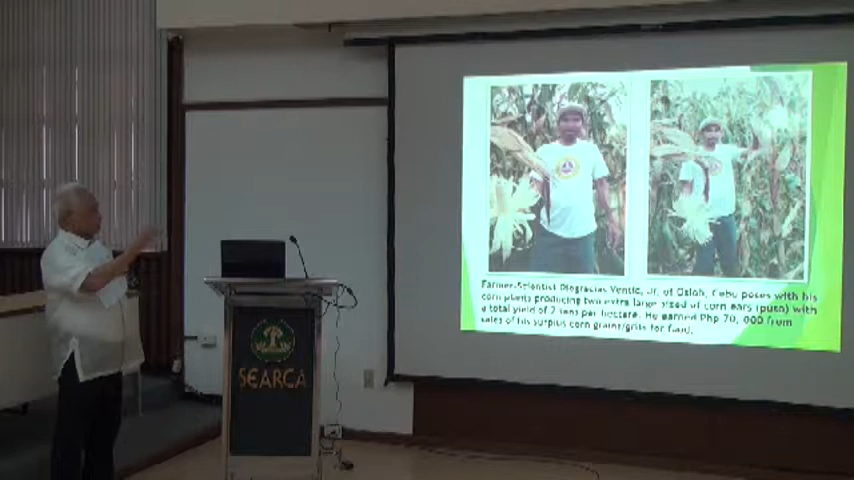 Farmer-Scientist Diogracias Ventic, Jr. of Oslob, Cebu poses with his
corn plants producing two extra large sized of corn ears (puso) with
a total yield of 7 tons per hectare. He earned Php 70, 000 from
sales of his surplus corn grains/grits for food.
SEARCA